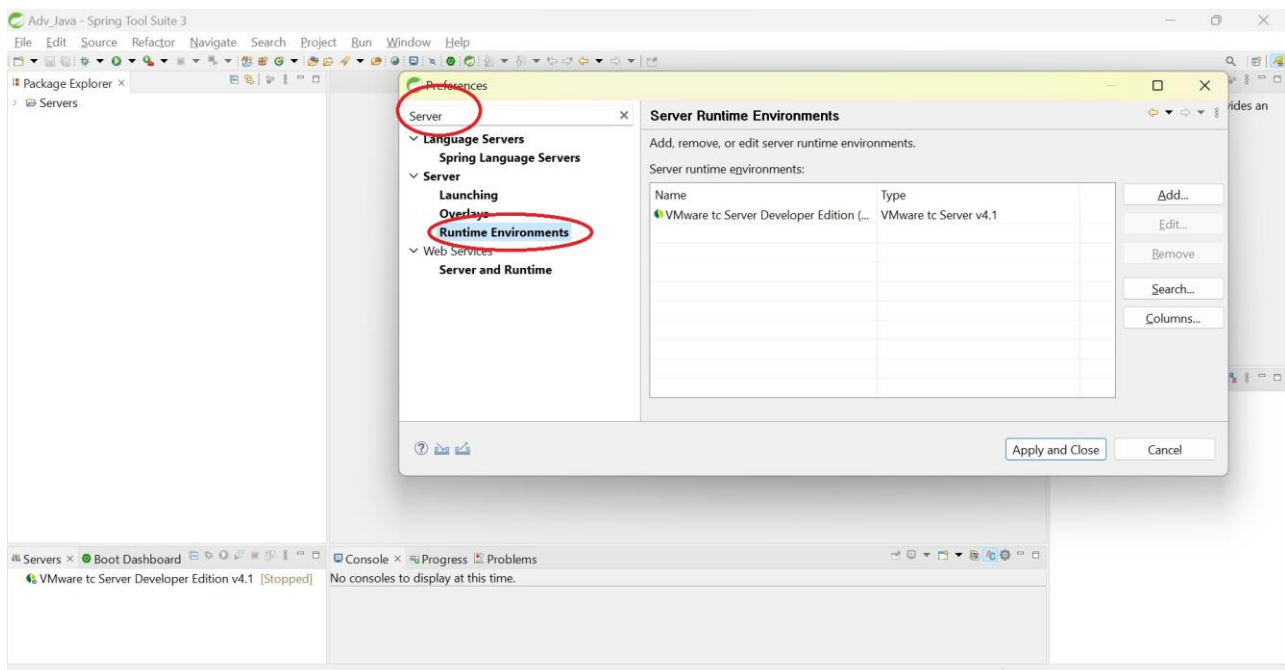 Adv_Java - Spring Tool Suite 3
File Edit Source Refactor Navigate Search Project Run Window Help
Package Explorer
Servers
Preferences
Server
Language Servers
Spring Language Servers
Server
Launching
Overlays
Runtime Environments
Web Services
Server and Runtime
Server Runtime Environments
Add, remove, or edit server runtime environments.
Server runtime environments:
Name Type
VMware tc Server Developer Edition (... VMware tc Server v4.1
Add...
Edit...
Remove
Search...
Columns...
Apply and Close Cancel
vides an
Servers Boot Dashboard
VMware tc Server Developer Edition v4.1 [Stopped]
Console Progress Problems
No consoles to display at this time.